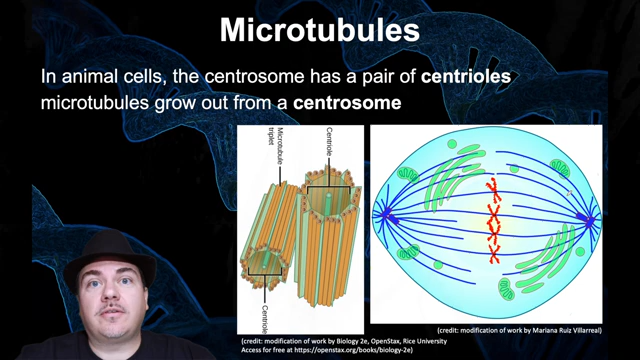 Microtubules
In animal cells, the centrosome has a pair of centrioles
microtubules grow out from a centrosome
Microtubule
triplet
Centriole
Centriole
(credit: modification of work by Biology 2e, OpenStax, Rice University
Access for free at https://openstax.org/books/biology-2e)
(credit: modification of work by Mariana Ruiz Villarreal)